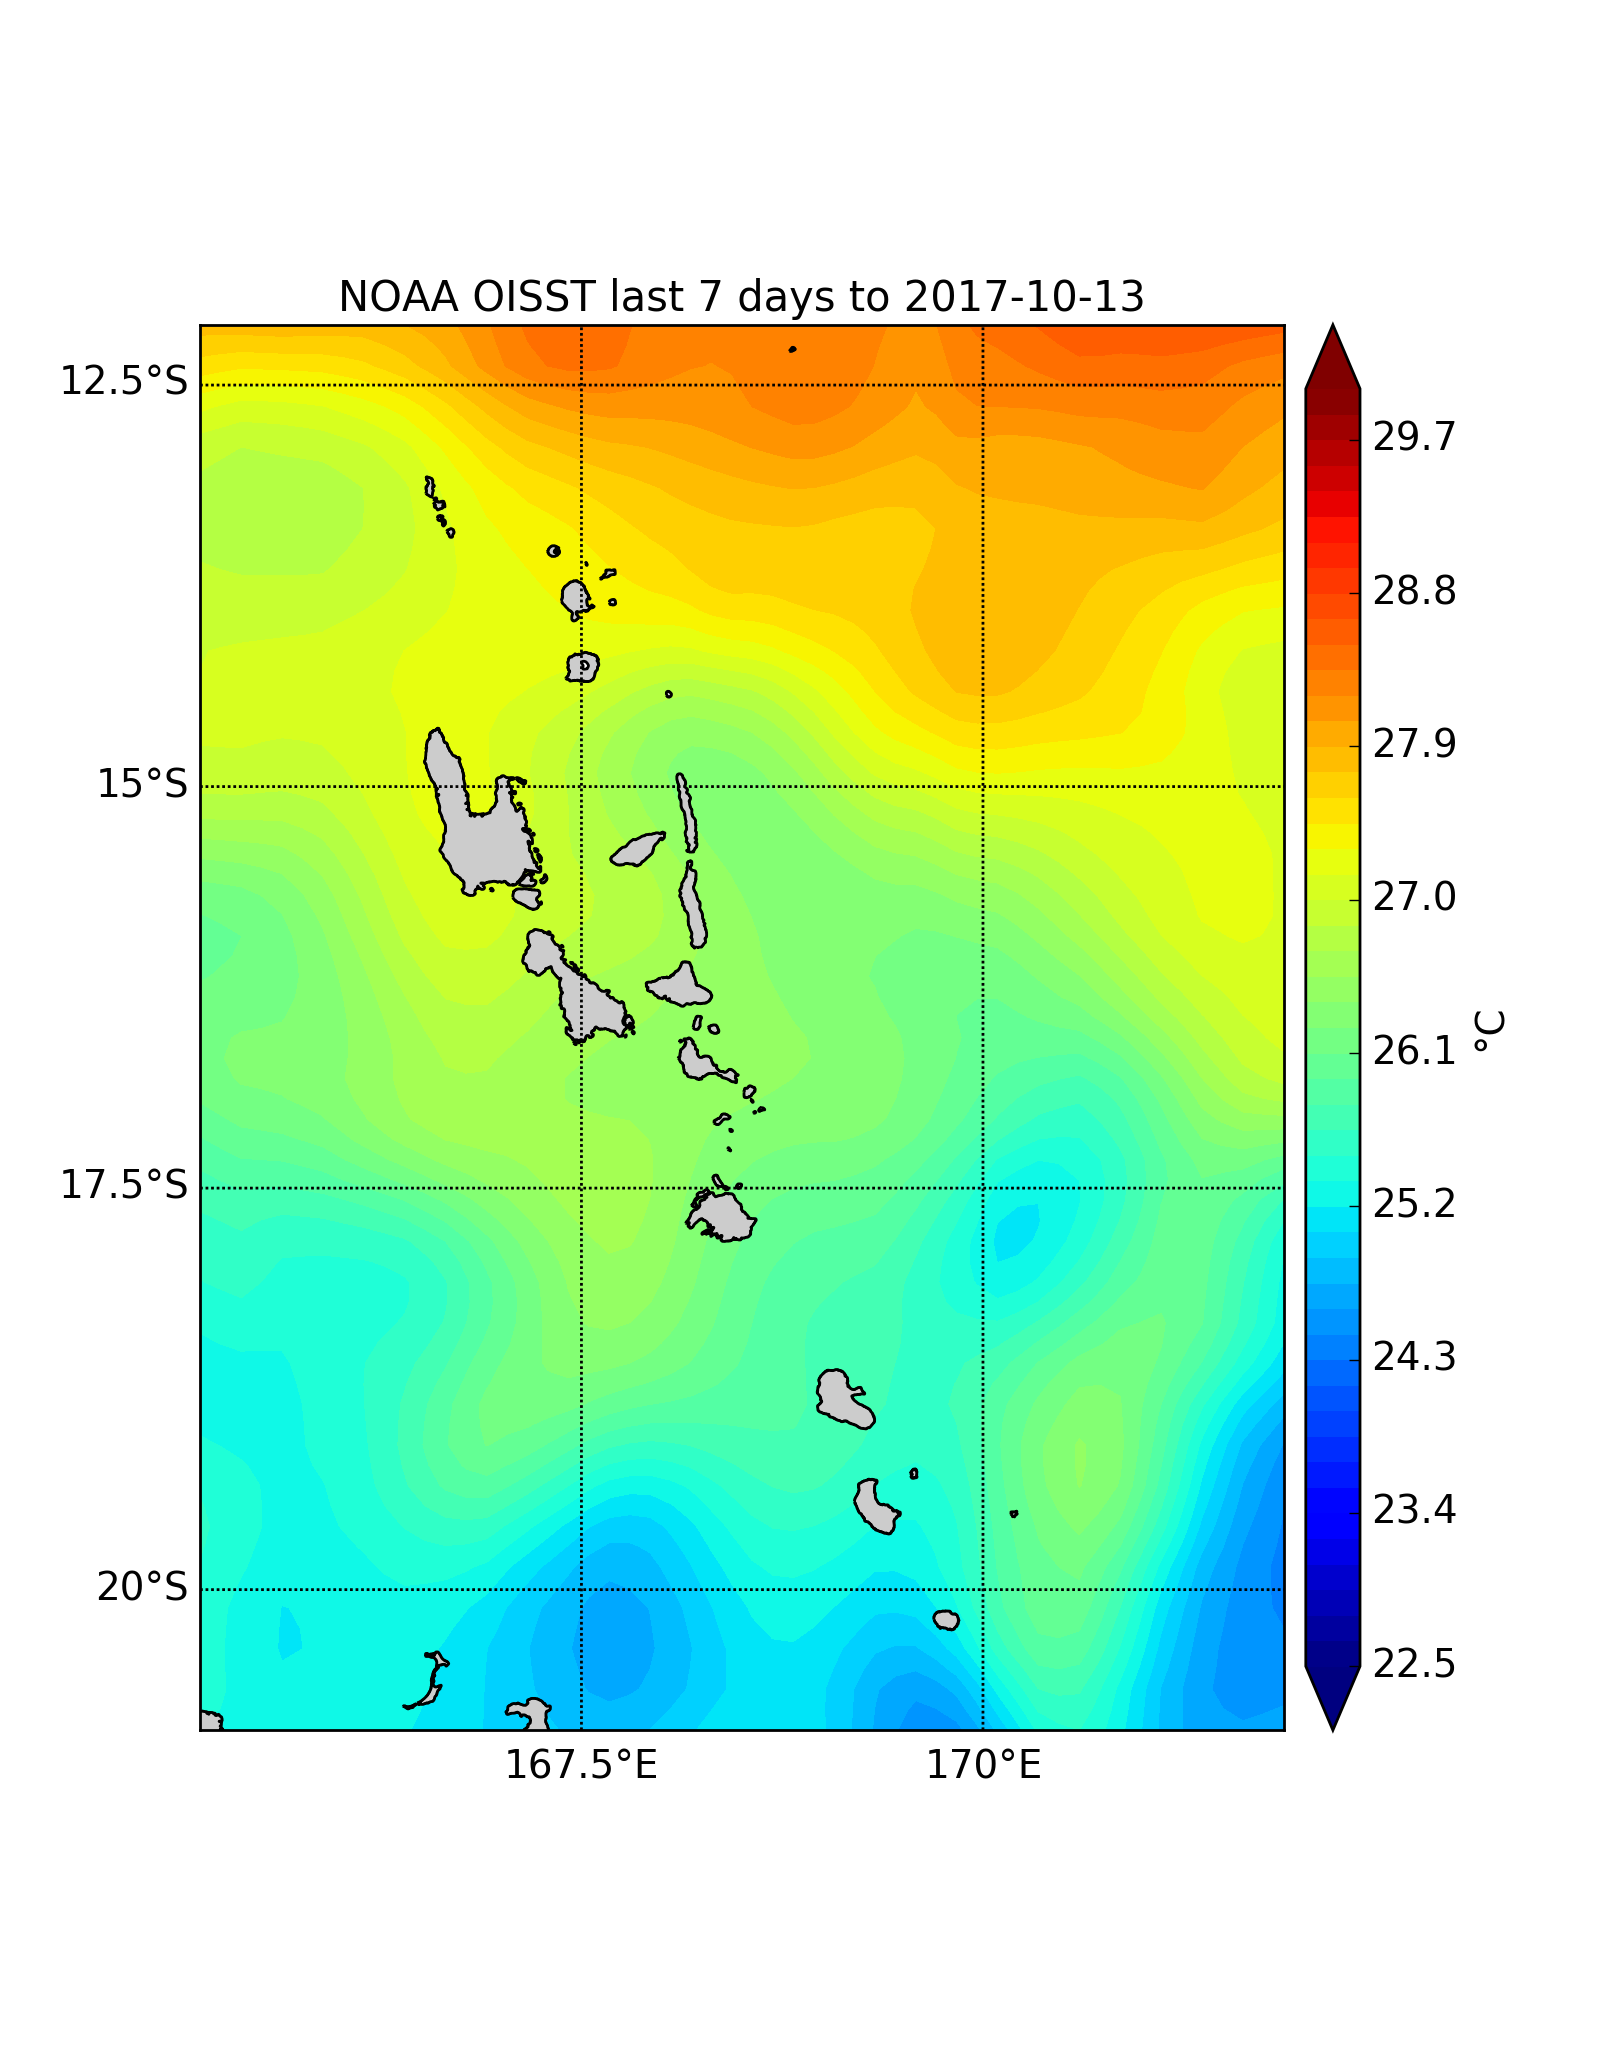 NOAA OISST last 7 days to 2017-10-13
12.5°S
15°S
17.5°S
20°S
167.5°E
170°E
29.7
28.8
27.9
27.0
26.1
25.2
24.3
23.4
22.5
°C